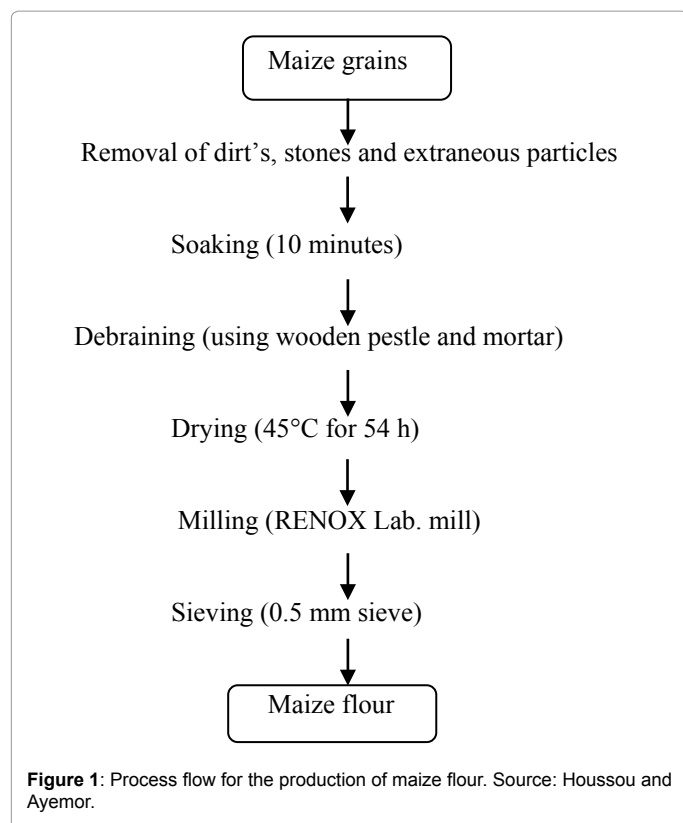 Maize grains
Removal of dirt's, stones and extraneous particles
Soaking (10 minutes)
Debraining (using wooden pestle and mortar)
Drying (45°C for 54 h)
Milling (RENOX Lab. mill)
Sieving (0.5 mm sieve)
Maize flour
Figure 1: Process flow for the production of maize flour. Source: Houssou and
Ayemor.